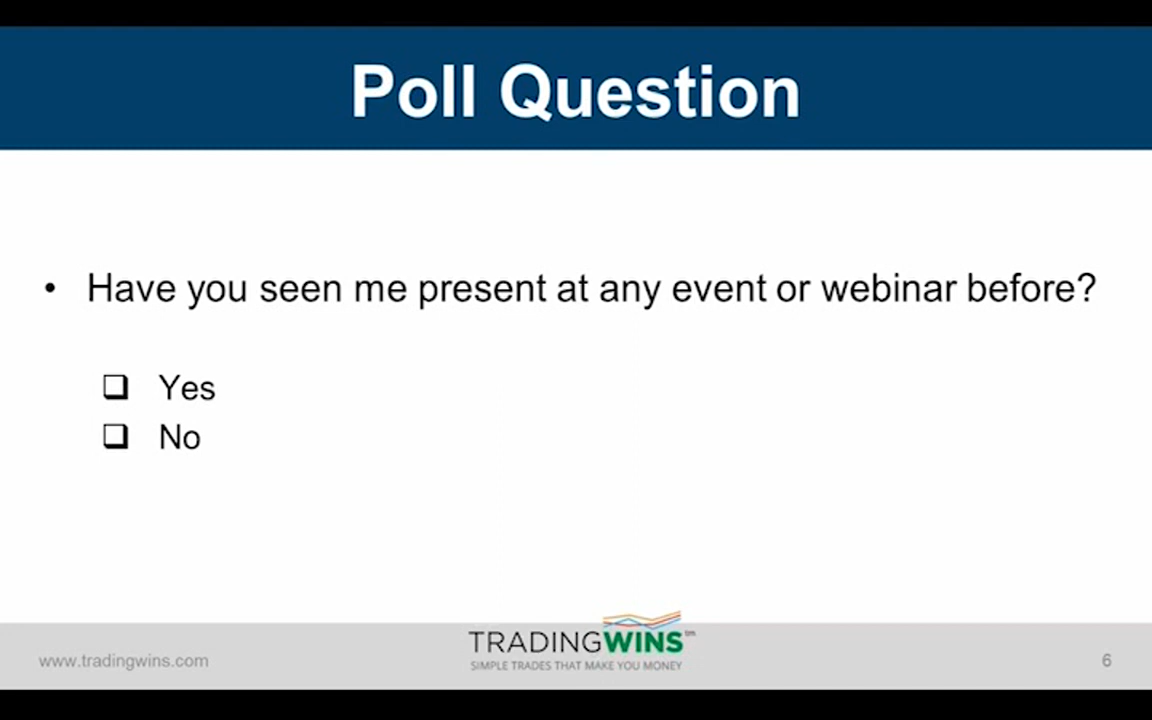 Poll Question
• Have you seen me present at any event or webinar before?
❑ Yes
❑ No
www.tradingwins.com
TRADINGWINS™
SIMPLE TRADES THAT MAKE YOU MONEY
6